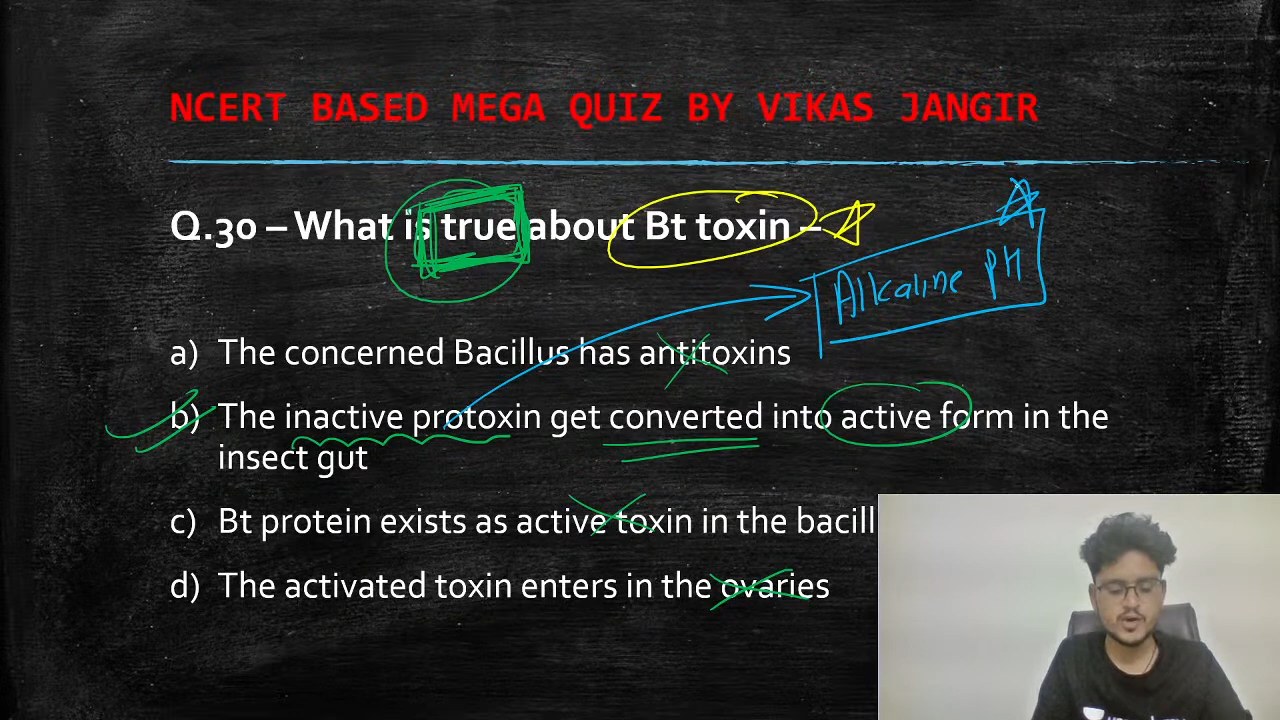 NCERT BASED MEGA QUIZ BY VIKAS JANGIR
Q.30 – What is true about Bt toxin –
Alkaline pH
a) The concerned Bacillus has antitoxins
b) The inactive protoxin get converted into active form in the
insect gut
c) Bt protein exists as active toxin in the bacill
d) The activated toxin enters in the ovaries